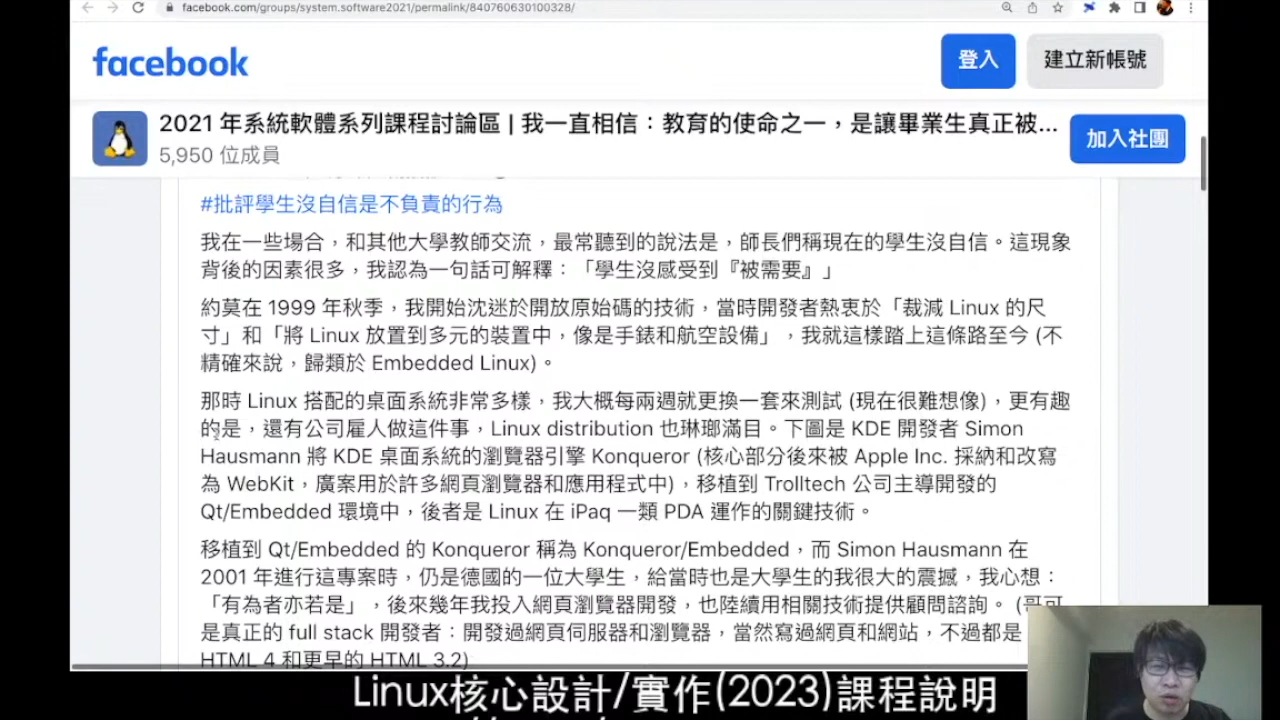 facebook.com/groups/system.software2021/permalink/840760630100328/
facebook
登入
建立新帳號
2021 年系統軟體系列課程討論區 | 我一直相信：教育的使命之一，是讓畢業生真正被...
5,950 位成員
加入社團
#批評學生沒自信是不負責的行為
我在一些場合，和其他大學教師交流，最常聽到的說法是，師長們稱現在的學生沒自信。這現象
背後的因素很多，我認為一句話可解釋：「學生沒感受到『被需要』」
約莫在 1999 年秋季，我開始沈迷於開放原始碼的技術，當時開發者熱衷於「裁減 Linux 的尺
寸」和「將 Linux 放置到多元的裝置中，像是手錶和航空設備」，我就這樣踏上這條路至今 (不
精確來說，歸類於 Embedded Linux)。
那時 Linux 搭配的桌面系統非常多樣，我大概每兩週就更換一套來測試 (現在很難想像)，更有趣
的是，還有公司雇人做這件事，Linux distribution 也琳瑯滿目。下圖是 KDE 開發者 Simon
Hausmann 將 KDE 桌面系統的瀏覽器引擎 Konqueror (核心部分後來被 Apple Inc. 採納和改寫
為 WebKit，廣案用於許多網頁瀏覽器和應用程式中)，移植到 Trolltech 公司主導開發的
Qt/Embedded 環境中，後者是 Linux 在 iPaq 一類 PDA 運作的關鍵技術。
移植到 Qt/Embedded 的 Konqueror 稱為 Konqueror/Embedded，而 Simon Hausmann 在
2001 年進行這專案時，仍是德國的一位大學生，給當時也是大學生的我很大的震撼，我心想：
「有為者亦若是」，後來幾年我投入網頁瀏覽器開發，也陸續用相關技術提供顧問諮詢。 (哥可
是真正的 full stack 開發者：開發過網頁伺服器和瀏覽器，當然寫過網頁和網站，不過都是
HTML 4 和更早的 HTML 3.2)
Linux核心設計/實作(2023)課程說明